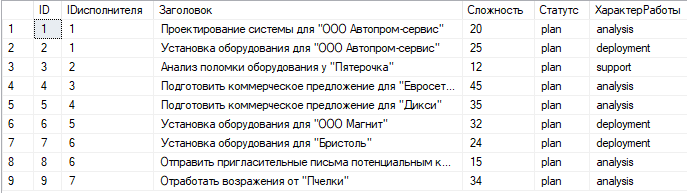 ID IDисполнителя Заголовок Сложность Статутс ХарактерРаботы
1 1 1 Проектирование системы для "ООО Автопром-сервис" 20 plan analysis
2 2 1 Установка оборудования для "ООО Автопром-сервис" 25 plan deployment
3 3 2 Анализ поломки оборудования у "Пятерочка" 12 plan support
4 4 3 Подготовить коммерческое предложение для "Евросет... 45 plan analysis
5 5 4 Подготовить коммерческое предложение для "Дикси" 35 plan analysis
6 6 5 Установка оборудования для "ООО Магнит" 32 plan deployment
7 7 6 Установка оборудования для "Бристоль" 24 plan deployment
8 8 6 Отправить пригласительные письма потенциальным к... 15 plan analysis
9 9 7 Отработать возражения от "Пчелки" 34 plan analysis